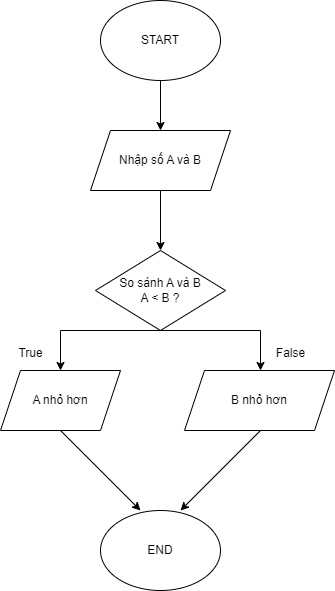 START
Nhập số A và B
So sánh A và B
A < B ?
True
False
A nhỏ hơn
B nhỏ hơn
END